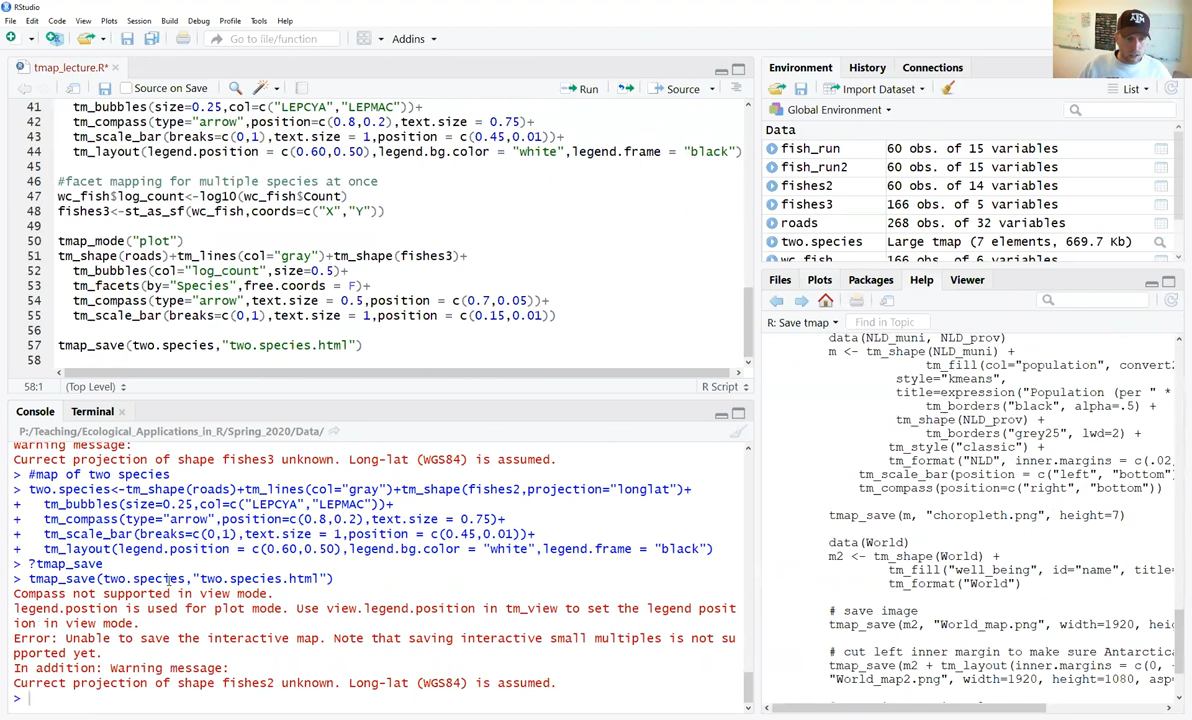 RStudio
File Edit Code View Plots Session Build Debug Profile Tools Help
Go to file/function Addins
tmap_lecture.R*
Source on Save Run Source
41 tm_bubbles(size=0.25,col=c("LEPCYA","LEPMAC"))+
42 tm_compass(type="arrow",position=c(0.8,0.2),text.size = 0.75)+
43 tm_scale_bar(breaks=c(0,1),text.size = 1,position = c(0.45,0.01))+
44 tm_layout(legend.position = c(0.60,0.50),legend.bg.color = "white",legend.frame = "black")
45
46 #facet mapping for multiple species at once
47 wc_fish$log_count<-log10(wc_fish$Count)
48 fishes3<-st_as_sf(wc_fish,coords=c("X","Y"))
49
50 tmap_mode("plot")
51 tm_shape(roads)+tm_lines(col="gray")+tm_shape(fishes3)+
52 tm_bubbles(col="log_count",size=0.5)+
53 tm_facets(by="Species",free.coords = F)+
54 tm_compass(type="arrow",text.size = 0.5,position = c(0.7,0.05))+
55 tm_scale_bar(breaks=c(0,1),text.size = 1,position = c(0.15,0.01))
56
57 tmap_save(two.species,"two.species.html")
58
58:1 (Top Level) R Script
Console Terminal
P:/Teaching/Ecological_Applications_in_R/Spring_2020/Data/
Warning message:
Currect projection of shape fishes3 unknown. Long-lat (WGS84) is assumed.
> #map of two species
> two.species<-tm_shape(roads)+tm_lines(col="gray")+tm_shape(fishes2,projection="longlat")+
+ tm_bubbles(size=0.25,col=c("LEPCYA","LEPMAC"))+
+ tm_compass(type="arrow",position=c(0.8,0.2),text.size = 0.75)+
+ tm_scale_bar(breaks=c(0,1),text.size = 1,position = c(0.45,0.01))+
+ tm_layout(legend.position = c(0.60,0.50),legend.bg.color = "white",legend.frame = "black")
> ?tmap_save
> tmap_save(two.species,"two.species.html")
Compass not supported in view mode.
legend.postion is used for plot mode. Use view.legend.position in tm_view to set the legend posit
ion in view mode.
Error: Unable to save the interactive map. Note that saving interactive small multiples is not su
pported yet.
In addition: Warning message:
Currect projection of shape fishes2 unknown. Long-lat (WGS84) is assumed.
>
Environment History Connections
Import Dataset List
Global Environment
Data
fish_run 60 obs. of 15 variables
fish_run2 60 obs. of 15 variables
fishes2 60 obs. of 14 variables
fishes3 166 obs. of 5 variables
roads 268 obs. of 32 variables
two.species Large tmap (7 elements, 669.7 Kb)
wc_fish 166 obs. of 6 variables
Files Plots Packages Help Viewer
R: Save tmap Find in Topic
data(NLD_muni, NLD_prov)
m <- tm_shape(NLD_muni) +
tm_fill(col="population", convert2
style="kmeans",
title=expression("Population (per " *
tm_borders("black", alpha=.5) +
tm_shape(NLD_prov) +
tm_borders("grey25", lwd=2) +
tm_style("classic") +
tm_format("NLD", inner.margins = c(.02,
tm_scale_bar(position = c("left", "bottom")
tm_compass(position=c("right", "bottom"))
tmap_save(m, "choropleth.png", height=7)
data(World)
m2 <- tm_shape(World) +
tm_fill("well_being", id="name", title=
tm_format("World")
# save image
tmap_save(m2, "World_map.png", width=1920, heig
# cut left inner margin to make sure Antarctica
tmap_save(m2 + tm_layout(inner.margins = c(0, -
"World_map2.png", width=1920, height=1080, asp